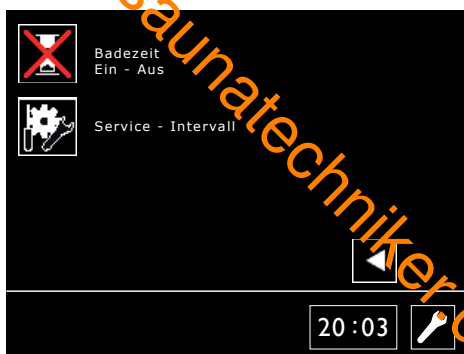 Badezeit
Ein - Aus
Service - Intervall
20:03
saunatechniker